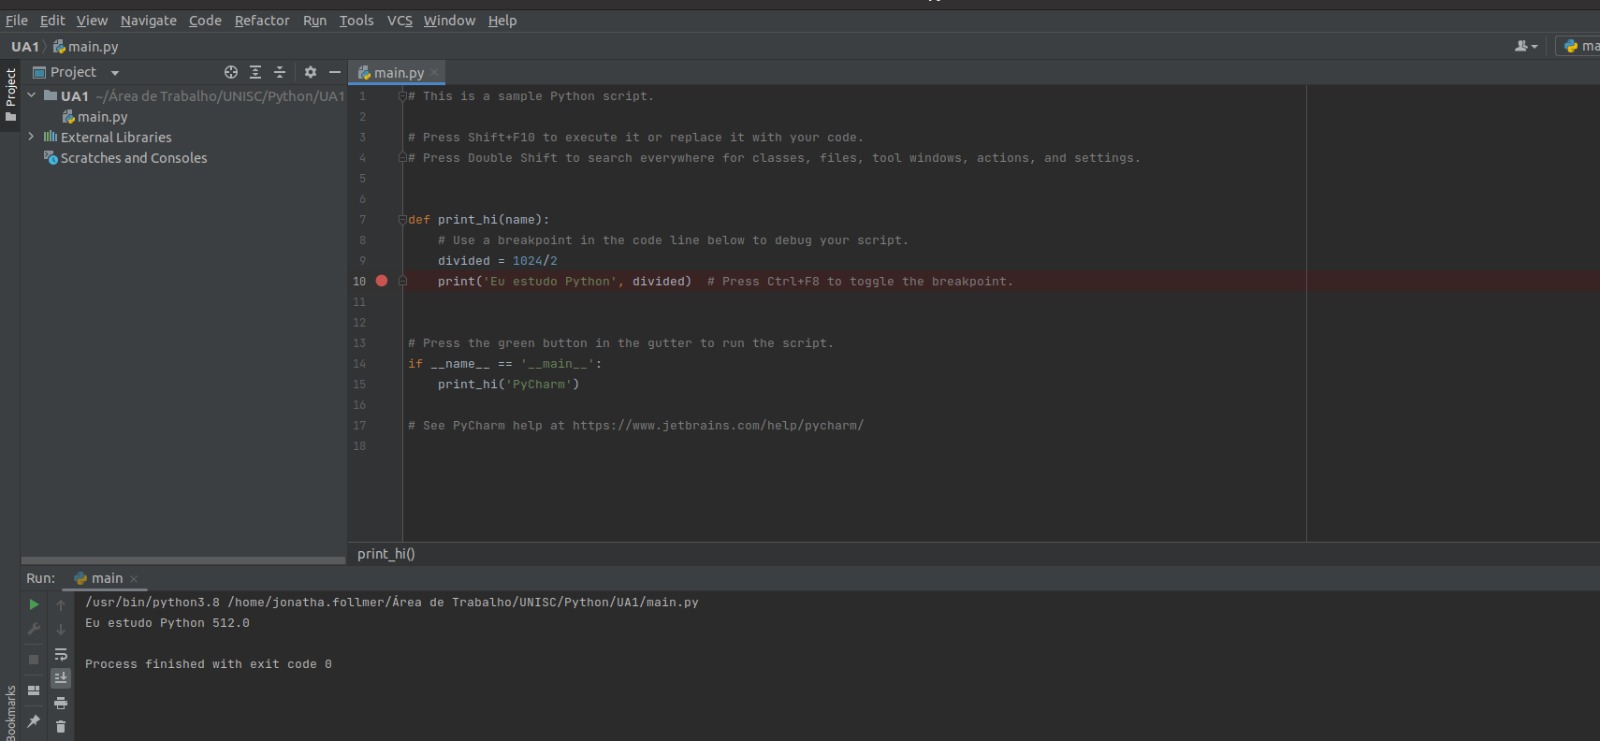 File Edit View Navigate Code Refactor Run Tools VCS Window Help
UA1 main.py
Project
Project
main.py
UA1 ~/Área de Trabalho/UNISC/Python/UA1
main.py
External Libraries
Scratches and Consoles
1 # This is a sample Python script.
2
3 # Press Shift+F10 to execute it or replace it with your code.
4 # Press Double Shift to search everywhere for classes, files, tool windows, actions, and settings.
5
6
7 def print_hi(name):
8 # Use a breakpoint in the code line below to debug your script.
9 divided = 1024/2
10 print('Eu estudo Python', divided) # Press Ctrl+F8 to toggle the breakpoint.
11
12
13 # Press the green button in the gutter to run the script.
14 if __name__ == '__main__':
15 print_hi('PyCharm')
16
17 # See PyCharm help at https://www.jetbrains.com/help/pycharm/
18
print_hi()
Run: main
/usr/bin/python3.8 /home/jonatha.follmer/Área de Trabalho/UNISC/Python/UA1/main.py
Eu estudo Python 512.0
Process finished with exit code 0
Bookmarks